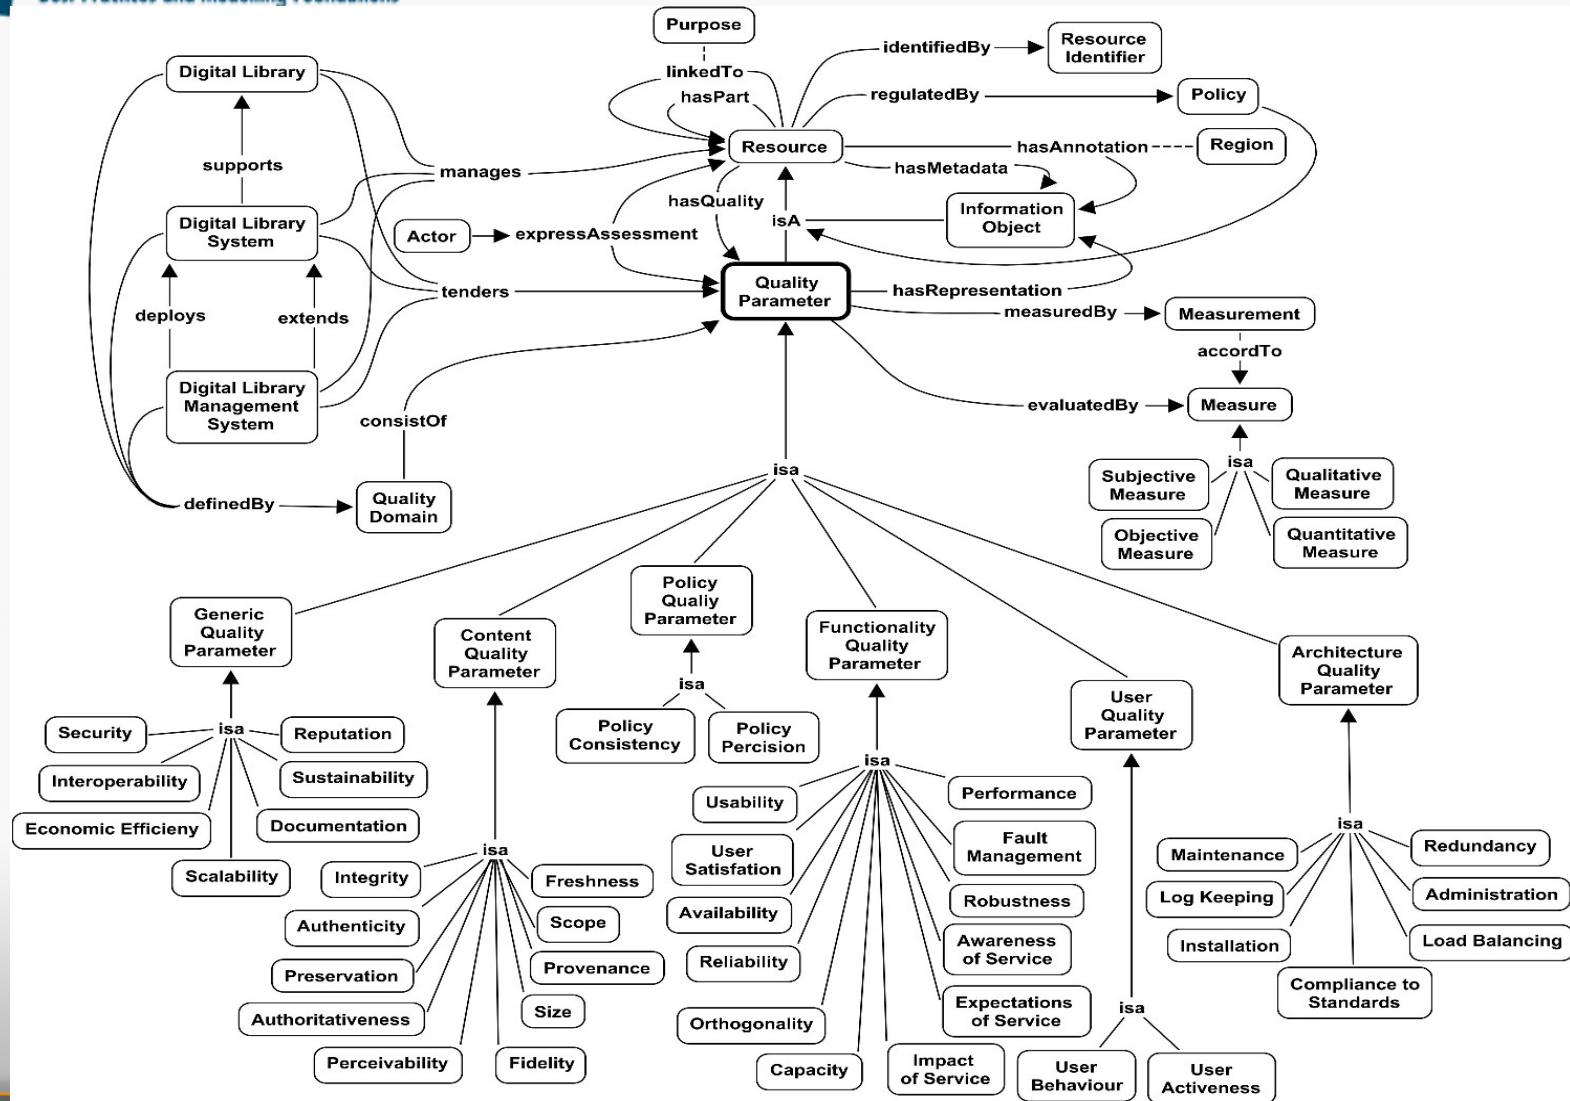 Best Practices and Modelling Foundations
Purpose
linkedTo
hasPart
identifiedBy
Resource
Identifier
regulatedBy
Policy
Digital Library
supports
manages
Resource
hasAnnotation
Region
hasMetadata
hasQuality
isA
Information
Object
Digital Library
System
Actor
expressAssessment
Quality
Parameter
hasRepresentation
tenders
measuredBy
Measurement
accordTo
deploys
extends
Digital Library
Management
System
consistOf
evaluatedBy
Measure
definedBy
Quality
Domain
isa
isa
Subjective
Measure
Qualitative
Measure
Objective
Measure
Quantitative
Measure
Generic
Quality
Parameter
Content
Quality
Parameter
Policy
Qualiy
Parameter
Functionality
Quality
Parameter
User
Quality
Parameter
Architecture
Quality
Parameter
isa
Security
Reputation
Interoperability
Sustainability
Economic Efficieny
Documentation
Scalability
isa
Integrity
Freshness
Authenticity
Scope
Preservation
Provenance
Authoritativeness
Size
Perceivability
Fidelity
isa
Policy
Consistency
Policy
Percision
isa
Usability
Performance
User
Satisfation
Fault
Management
Availability
Robustness
Reliability
Awareness
of Service
Orthogonality
Expectations
of Service
Capacity
Impact
of Service
isa
User
Behaviour
User
Activeness
isa
Maintenance
Redundancy
Log Keeping
Administration
Installation
Load Balancing
Compliance to
Standards